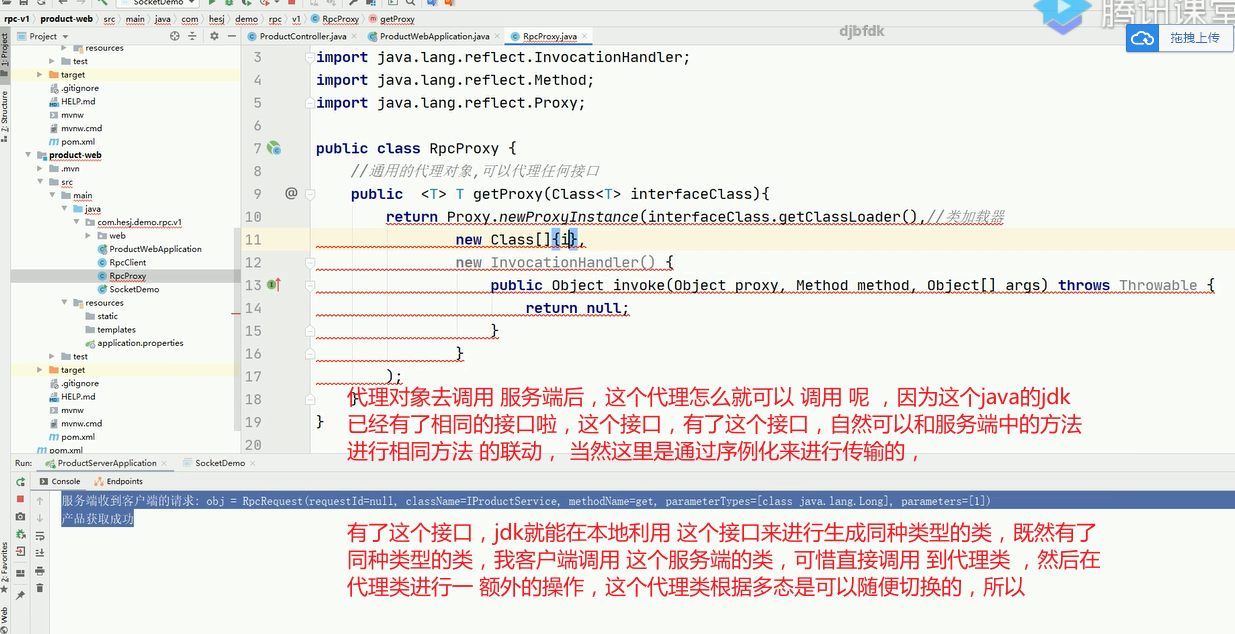 SocketDemo
rpc-v1 product-web src main java com hesj demo rpc v1 RpcProxy getProxy
腾讯课堂
拖拽上传
djbfdk
Project
ProductController.java
ProductWebApplication.java
RpcProxy.java
1: Project
Z: Structure
2: Favorites
Web
resources
test
target
.gitignore
HELP.md
mvnw
mvnw.cmd
pom.xml
product-web
.mvn
src
main
java
com.hesj.demo.rpc.v1
web
ProductWebApplication
RpcClient
RpcProxy
SocketDemo
resources
static
templates
application.properties
test
target
.gitignore
HELP.md
mvnw
mvnw.cmd
pom.xml
pom.xml
3 import java.lang.reflect.InvocationHandler;
4 import java.lang.reflect.Method;
5 import java.lang.reflect.Proxy;
6
7 public class RpcProxy {
8 //通用的代理对象,可以代理任何接口
9 @ public <T> T getProxy(Class<T> interfaceClass){
10 return Proxy.newProxyInstance(interfaceClass.getClassLoader(),//类加载器
11 new Class[]{i},
12 new InvocationHandler() {
13 public Object invoke(Object proxy, Method method, Object[] args) throws Throwable {
14 return null;
15 }
16 }
17 );
18 }
19 }
20
代理对象去调用 服务端后，这个代理怎么就可以 调用 呢 ，因为这个java的jdk
已经有了相同的接口啦，这个接口，有了这个接口，自然可以和服务端中的方法
进行相同方法 的联动， 当然这里是通过序例化来进行传输的，
Run: ProductServerApplication SocketDemo
Console Endpoints
服务端收到客户端的请求: obj = RpcRequest(requestId=null, className=IProductService, methodName=get, parameterTypes=[class java.lang.Long], parameters=[1])
产品获取成功
有了这个接口，jdk就能在本地利用 这个接口来进行生成同种类型的类，既然有了
同种类型的类，我客户端调用 这个服务端的类，可惜直接调用 到代理类 ，然后在
代理类进行一 额外的操作，这个代理类根据多态是可以随便切换的，所以